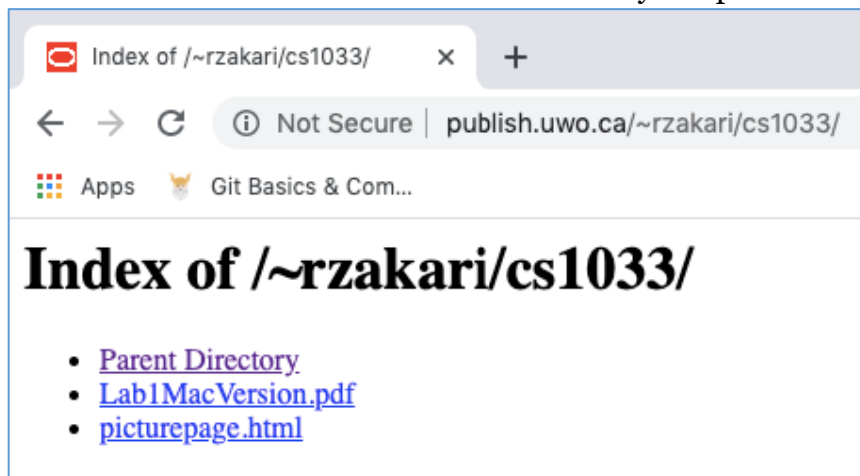 Index of /~rzakari/cs1033/
Not Secure | publish.uwo.ca/~rzakari/cs1033/
Apps Git Basics & Com...
Index of /~rzakari/cs1033/
• Parent Directory
• Lab1MacVersion.pdf
• picturepage.html